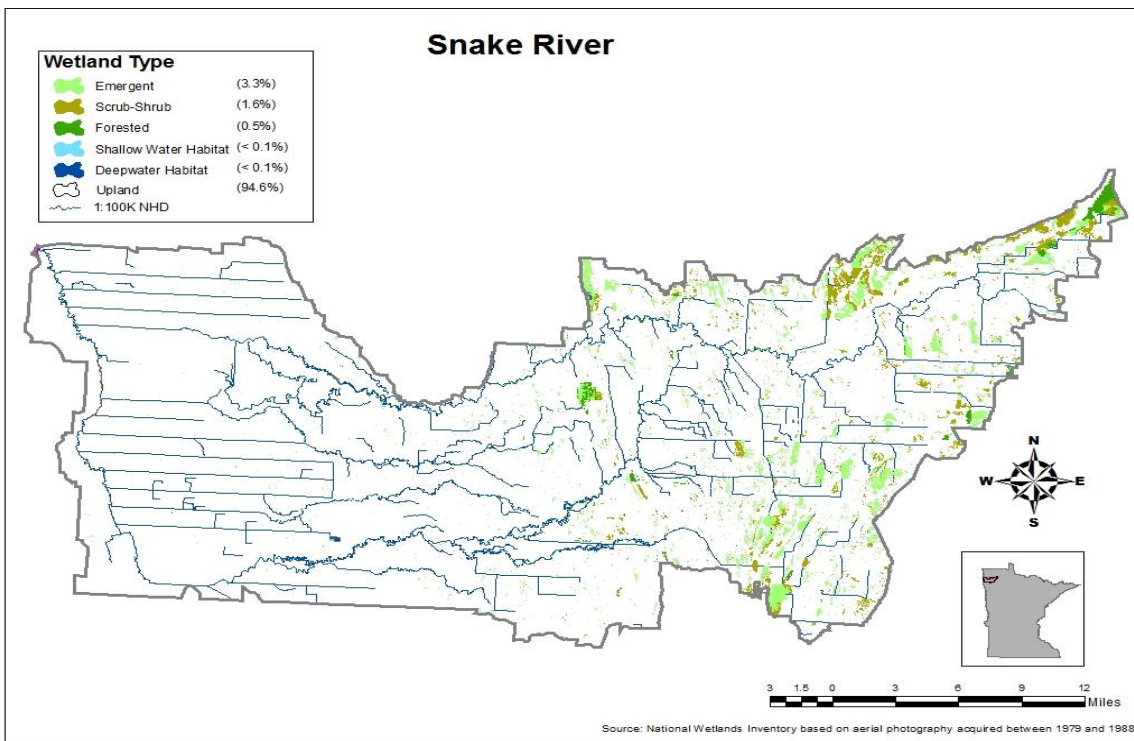 Snake River
Wetland Type
Emergent (3.3%)
Scrub-Shrub (1.6%)
Forested (0.5%)
Shallow Water Habitat (< 0.1%)
Deepwater Habitat (< 0.1%)
Upland (94.6%)
1:100K NHD
N
W E
S
3 1.5 0 3 6 9 12
Miles
Source: National Wetlands Inventory based on aerial photography acquired between 1979 and 1988